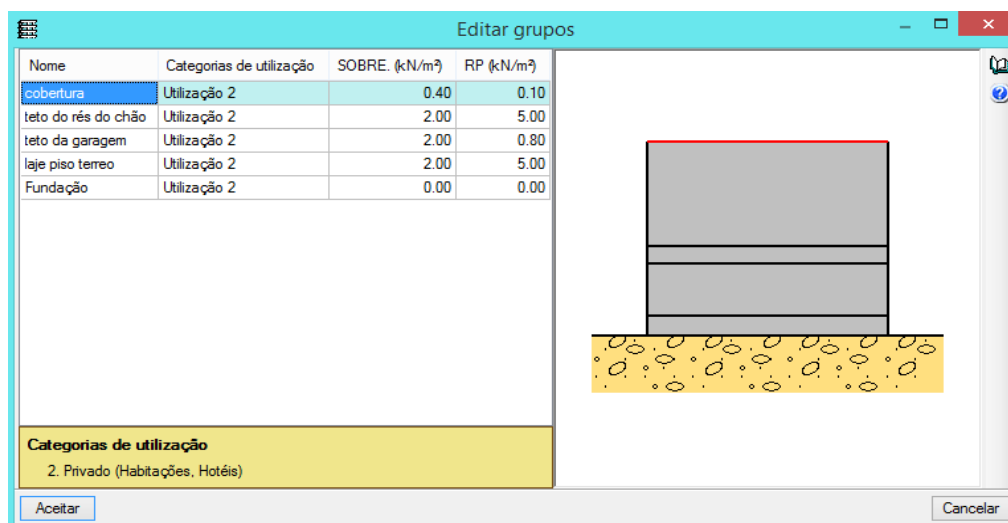 Editar grupos
Nome Categorias de utilização SOBRE. (kN/m²) RP (kN/m²)
cobertura Utilização 2 0.40 0.10
teto do rés do chão Utilização 2 2.00 5.00
teto da garagem Utilização 2 2.00 0.80
laje piso terreo Utilização 2 2.00 5.00
Fundação Utilização 2 0.00 0.00
Categorias de utilização
2. Privado (Habitações, Hotéis)
Aceitar Cancelar